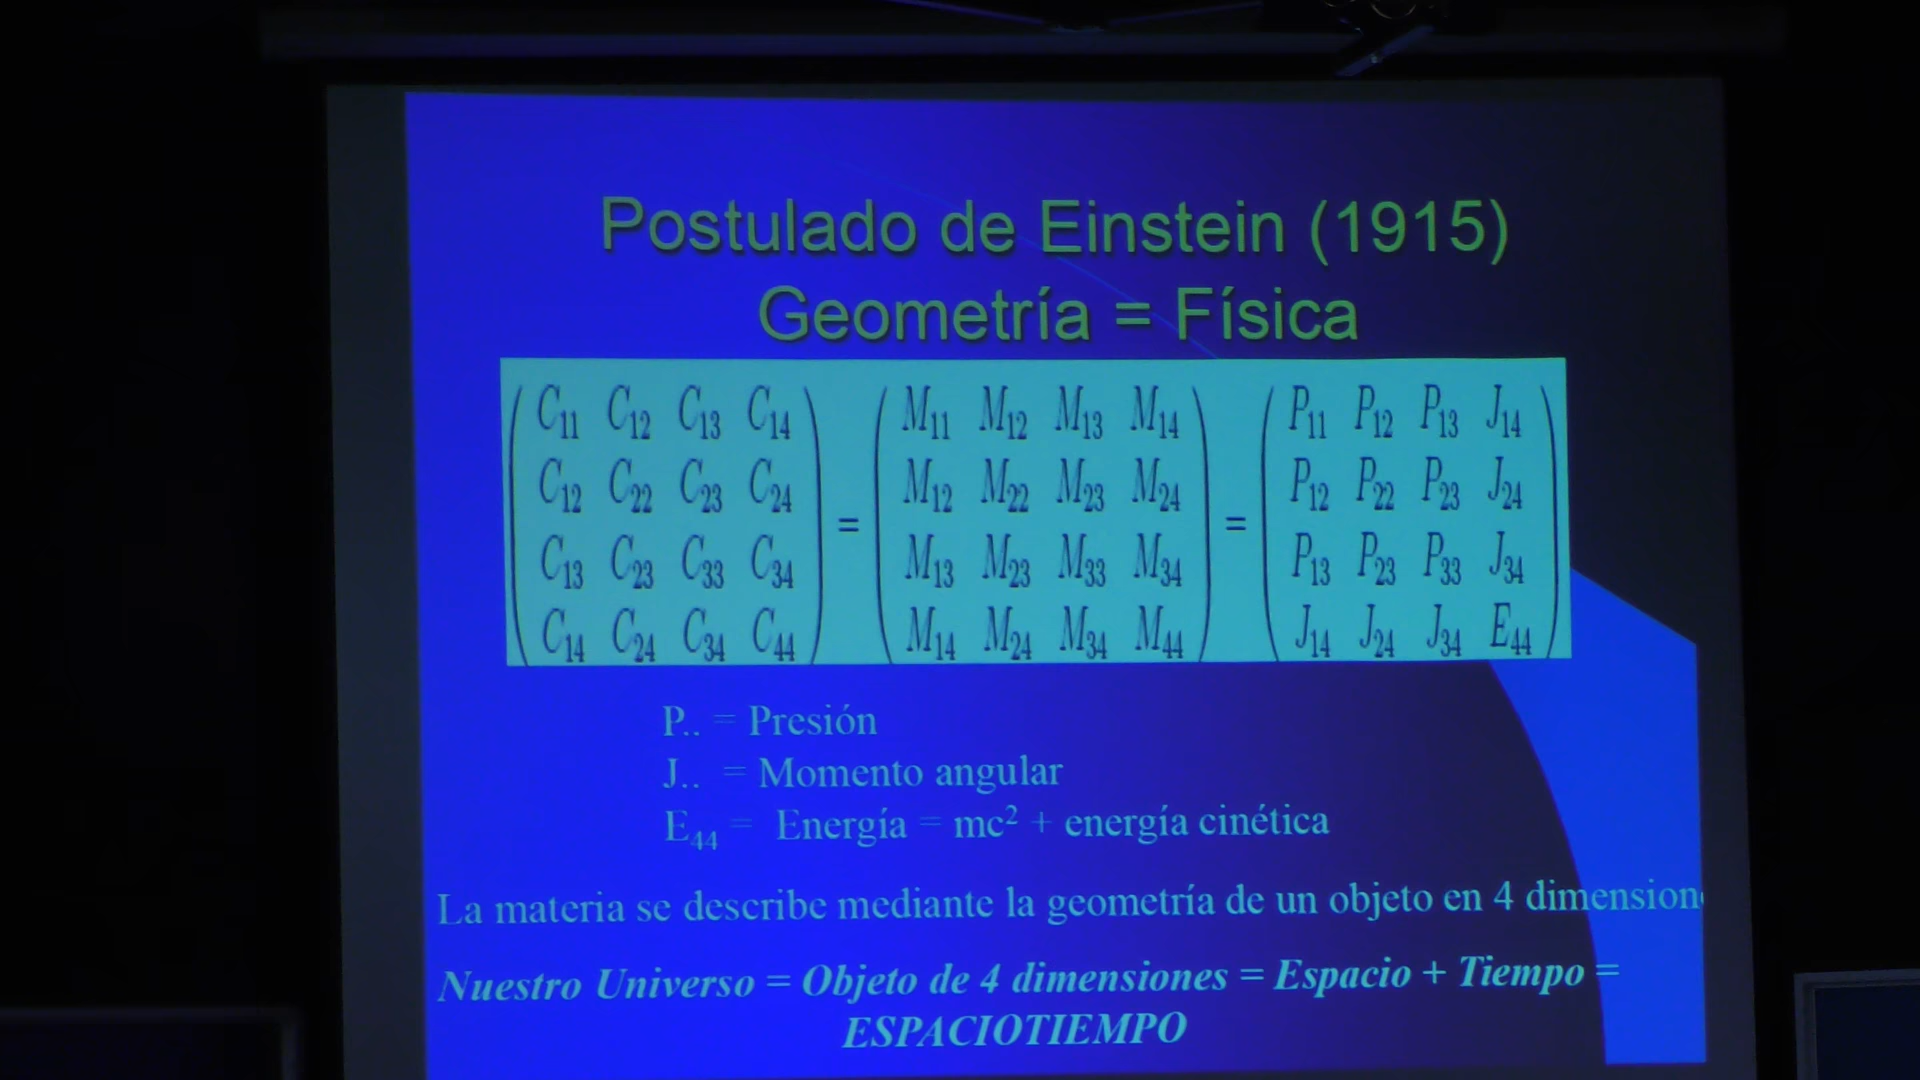 Postulado de Einstein (1915)
Geometría = Física
C11 C12 C13 C14 M11 M12 M13 M14 P11 P12 P13 J14
C12 C22 C23 C24 M12 M22 M23 M24 P12 P22 P23 J24
= =
C13 C23 C33 C34 M13 M23 M33 M34 P13 P23 P33 J34
C14 C24 C34 C44 M14 M24 M34 M44 J14 J24 J34 E44
P.. = Presión
J.. = Momento angular
E44 = Energía = mc² + energía cinética
La materia se describe mediante la geometría de un objeto en 4 dimension
Nuestro Universo = Objeto de 4 dimensiones = Espacio + Tiempo =
ESPACIOTIEMPO